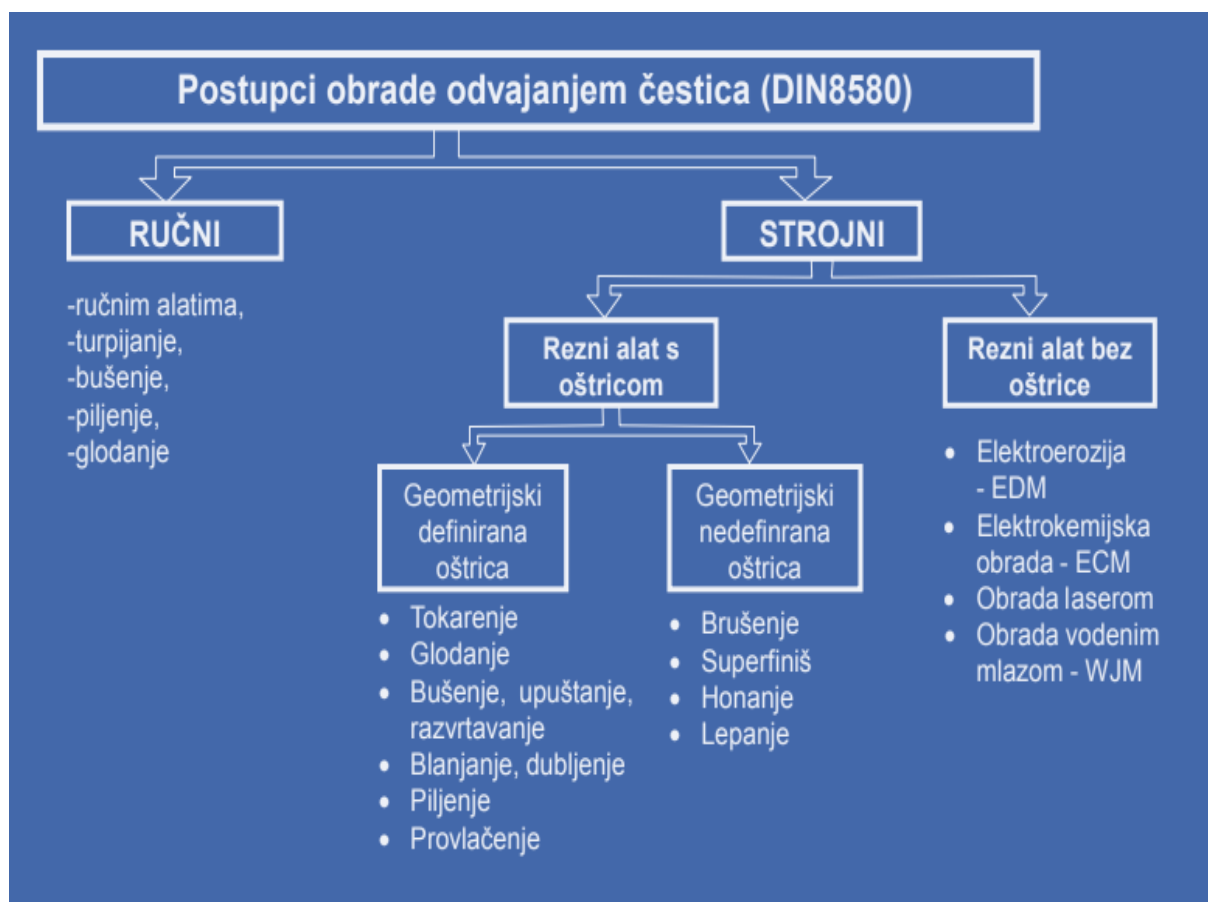 Postupci obrade odvajanjem čestica (DIN8580)
RUČNI
-ručnim alatima,
-turpijanje,
-bušenje,
-piljenje,
-glodanje
STROJNI
Rezni alat s
oštricom
Geometrijski
definirana
oštrica
• Tokarenje
• Glodanje
• Bušenje, upuštanje,
razvrtavanje
• Blanjanje, dubljenje
• Piljenje
• Provlačenje
Geometrijski
nedefinrana
oštrica
• Brušenje
• Superfiniš
• Honanje
• Lepanje
Rezni alat bez
oštrice
• Elektroerozija
- EDM
• Elektrokemijska
obrada - ECM
• Obrada laserom
• Obrada vodenim
mlazom - WJM